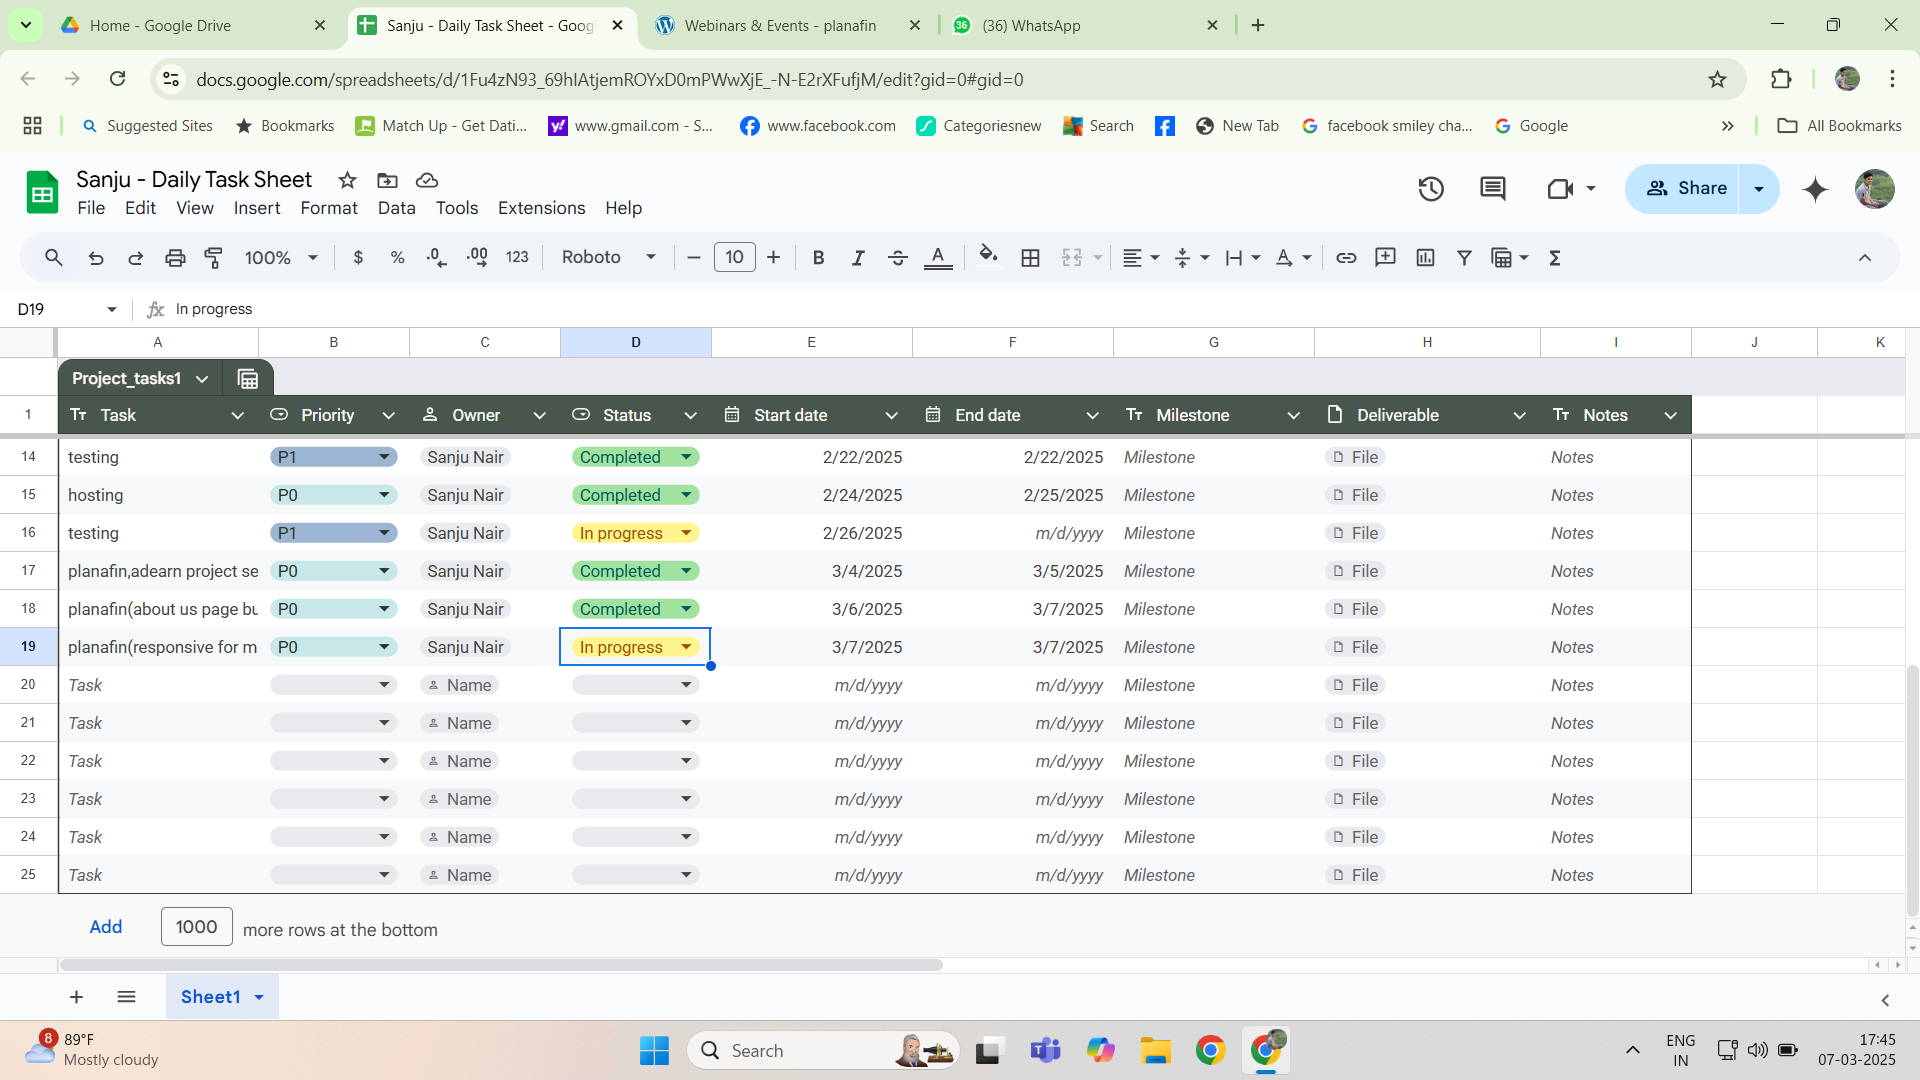 Home - Google Drive
Sanju - Daily Task Sheet - Goog
Webinars & Events - planafin
(36) WhatsApp
docs.google.com/spreadsheets/d/1Fu4zN93_69hIAtjemROYxD0mPWwXjE_-N-E2rXFufjM/edit?gid=0#gid=0
Suggested Sites Bookmarks Match Up - Get Dati... www.gmail.com - S... www.facebook.com Categoriesnew Search New Tab facebook smiley cha... Google All Bookmarks
Sanju - Daily Task Sheet
Share
File Edit View Insert Format Data Tools Extensions Help
100% $ % .0 .00 123 Roboto 10 B I A
D19 In progress
A B C D E F G H I J K
Project_tasks1
1 Task Priority Owner Status Start date End date Milestone Deliverable Notes
14 testing P1 Sanju Nair Completed 2/22/2025 2/22/2025 Milestone File Notes
15 hosting P0 Sanju Nair Completed 2/24/2025 2/25/2025 Milestone File Notes
16 testing P1 Sanju Nair In progress 2/26/2025 m/d/yyyy Milestone File Notes
17 planafin,adearn project se P0 Sanju Nair Completed 3/4/2025 3/5/2025 Milestone File Notes
18 planafin(about us page bu P0 Sanju Nair Completed 3/6/2025 3/7/2025 Milestone File Notes
19 planafin(responsive for m P0 Sanju Nair In progress 3/7/2025 3/7/2025 Milestone File Notes
20 Task Name m/d/yyyy m/d/yyyy Milestone File Notes
21 Task Name m/d/yyyy m/d/yyyy Milestone File Notes
22 Task Name m/d/yyyy m/d/yyyy Milestone File Notes
23 Task Name m/d/yyyy m/d/yyyy Milestone File Notes
24 Task Name m/d/yyyy m/d/yyyy Milestone File Notes
25 Task Name m/d/yyyy m/d/yyyy Milestone File Notes
Add 1000 more rows at the bottom
Sheet1
8 89°F
Mostly cloudy
Search
ENG
IN
17:45
07-03-2025